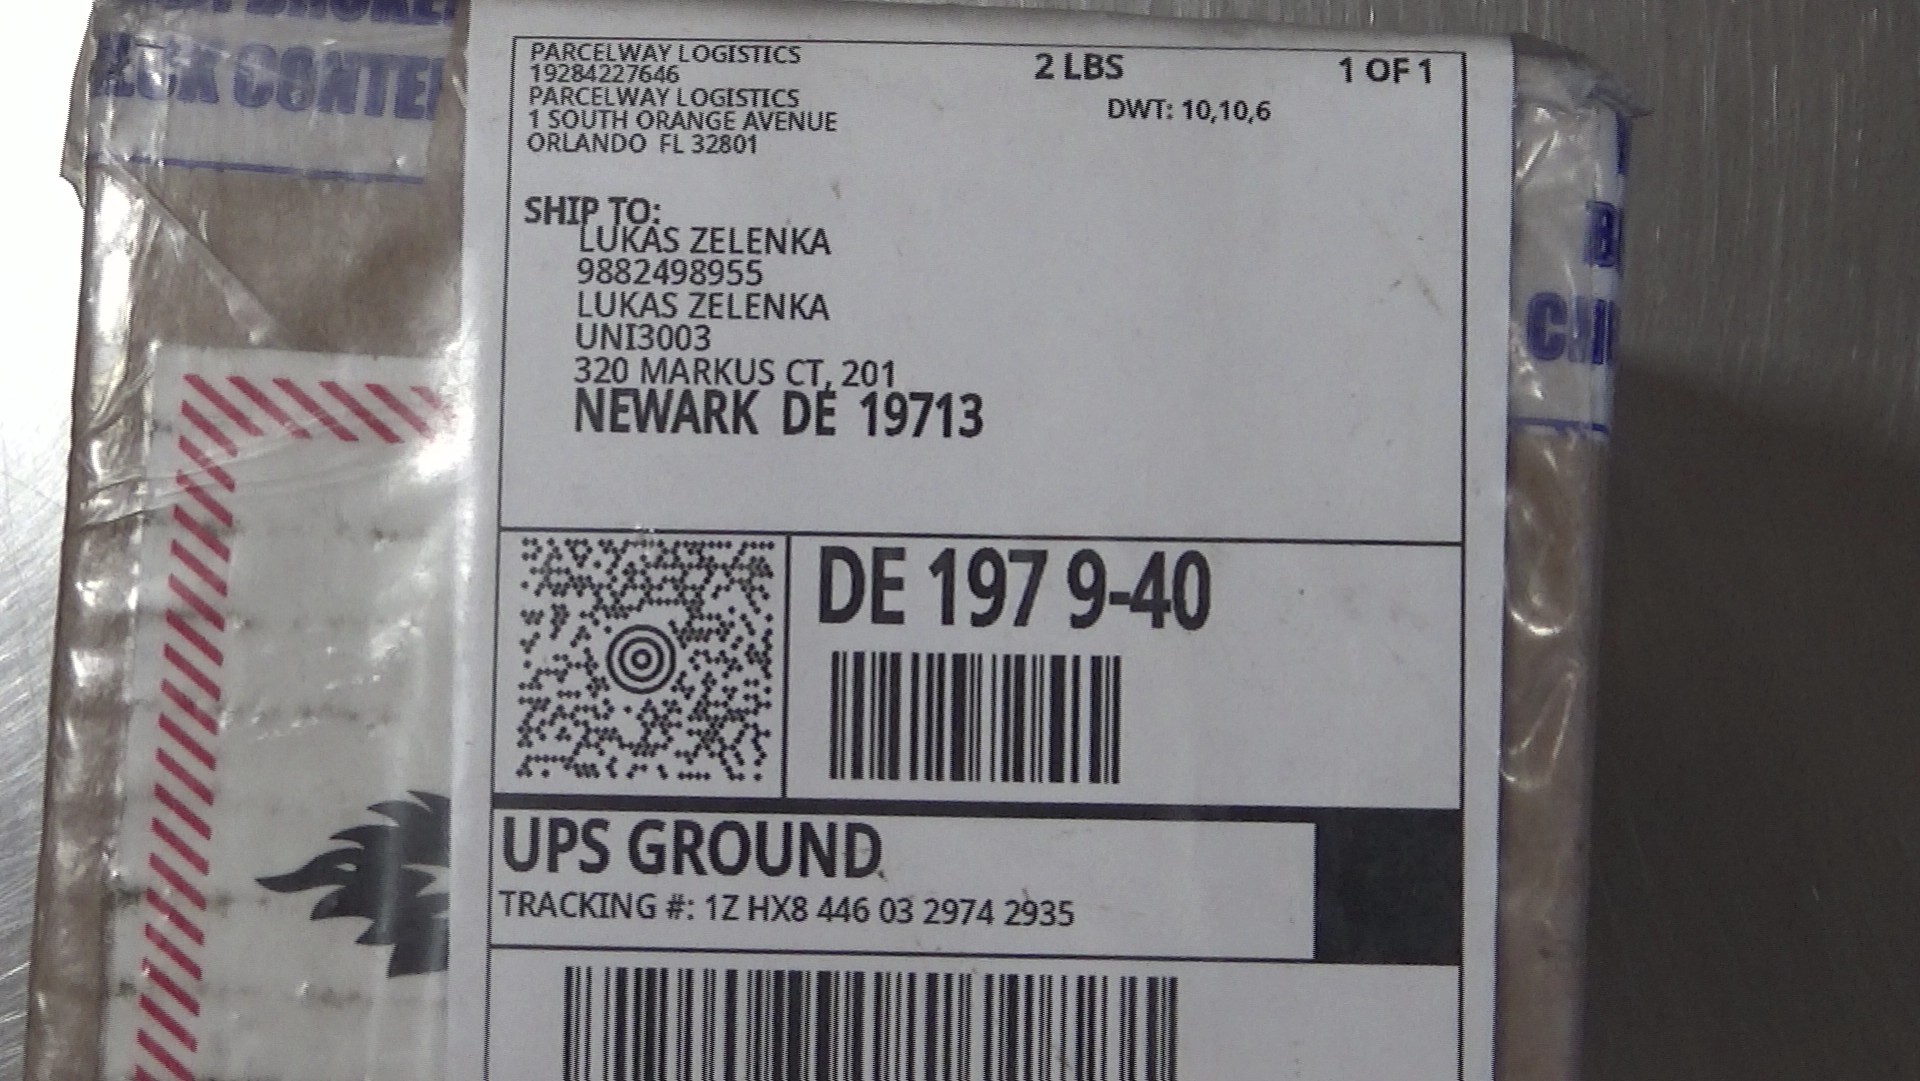 PARCELWAY LOGISTICS
19284227646
PARCELWAY LOGISTICS
1 SOUTH ORANGE AVENUE
ORLANDO FL 32801
2 LBS
1 OF 1
DWT: 10,10,6
SHIP TO:
LUKAS ZELENKA
9882498955
LUKAS ZELENKA
UNI3003
320 MARKUS CT, 201
NEWARK DE 19713
DE 197 9-40
UPS GROUND
TRACKING #: 1Z HX8 446 03 2974 2935